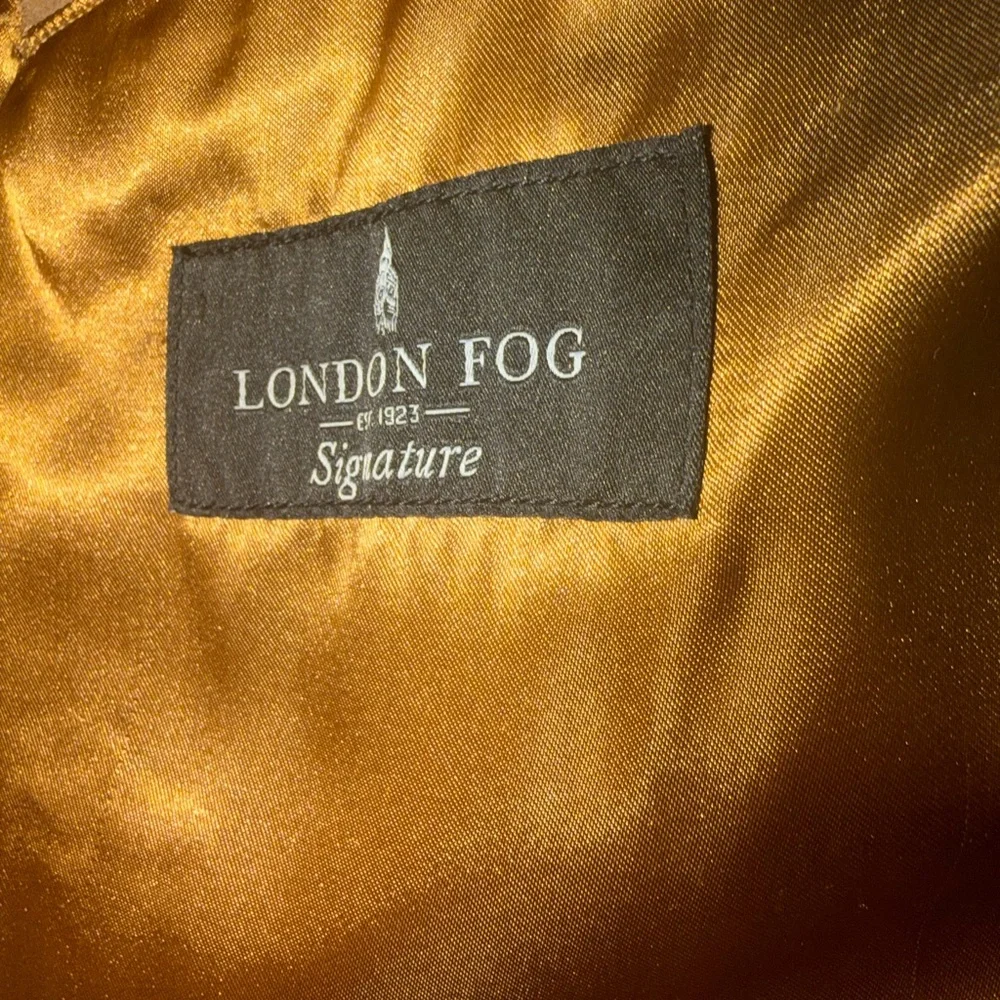 LONDON FOG
EST. 1923
Signature